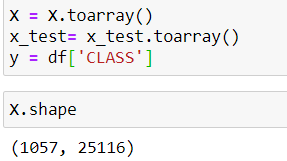 X = X.toarray()
x_test= x_test.toarray()
y = df['CLASS']
X.shape
(1057, 25116)